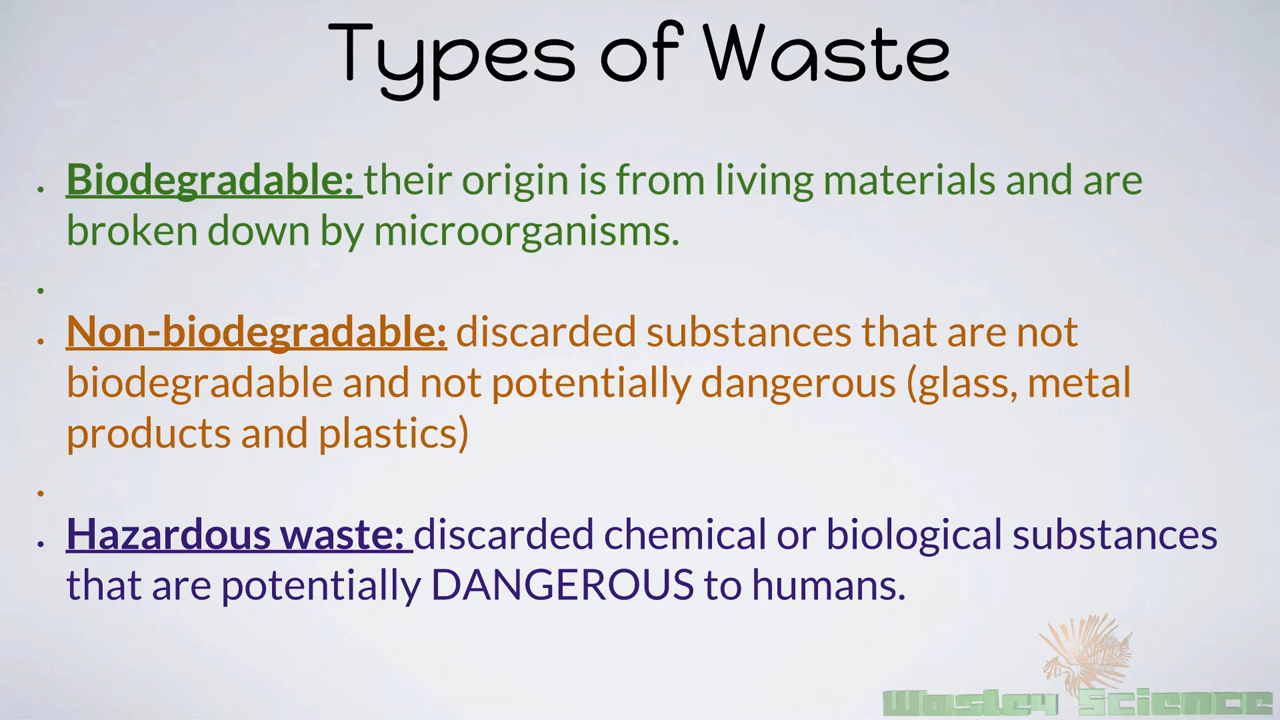 Types of Waste
• Biodegradable: their origin is from living materials and are
broken down by microorganisms.
•
• Non-biodegradable: discarded substances that are not
biodegradable and not potentially dangerous (glass, metal
products and plastics)
•
• Hazardous waste: discarded chemical or biological substances
that are potentially DANGEROUS to humans.
Wasley Science